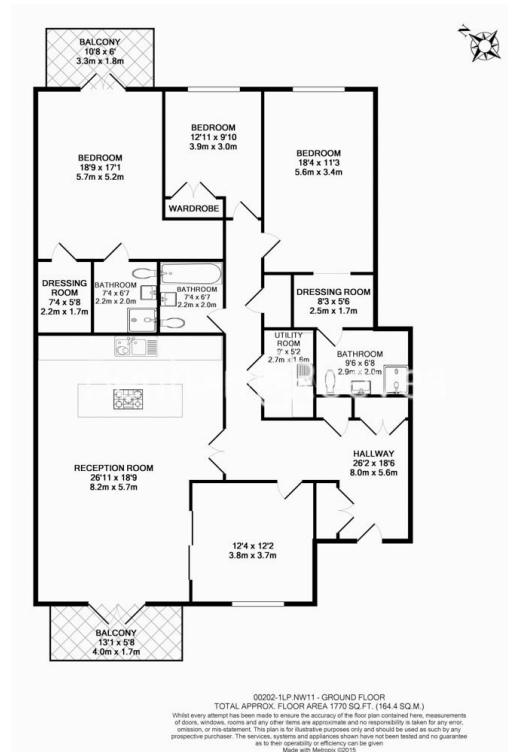 N
BALCONY
10'8 x 6'
3.3m x 1.8m
BEDROOM
12'11 x 9'10
3.9m x 3.0m
BEDROOM
18'9 x 17'1
5.7m x 5.2m
BEDROOM
18'4 x 11'3
5.6m x 3.4m
WARDROBE
DRESSING
ROOM
7'4 x 5'8
2.2m x 1.7m
BATHROOM
7'4 x 6'7
2.2m x 2.0m
BATHROOM
7'4 x 6'7
2.2m x 2.0m
DRESSING ROOM
8'3 x 5'6
2.5m x 1.7m
UTILITY
ROOM
x 5'2
2.7m x 1.6m
BATHROOM
9'6 x 6'8
2.9m x 2.0m
RECEPTION ROOM
26'11 x 18'9
8.2m x 5.7m
HALLWAY
26'2 x 18'6
8.0m x 5.6m
12'4 x 12'2
3.8m x 3.7m
BALCONY
13'1 x 5'8
4.0m x 1.7m
00202-1LP.NW11 - GROUND FLOOR
TOTAL APPROX. FLOOR AREA 1770 SQ.FT. (164.4 SQ.M.)
Whilst every attempt has been made to ensure the accuracy of the floor plan contained here, measurements
of doors, windows, rooms and any other items are approximate and no responsibility is taken for any error,
omission, or mis-statement. This plan is for illustrative purposes only and should be used as such by any
prospective purchaser. The services, systems and appliances shown have not been tested and no guarantee
as to their operability or efficiency can be given
Made with Metropix ©2015